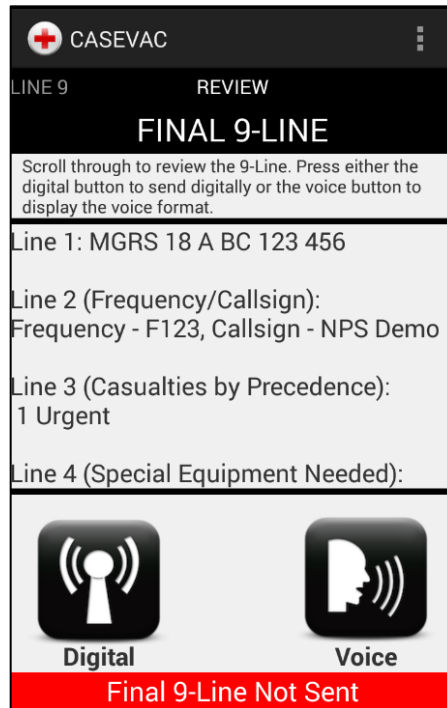 CASEVAC
LINE 9 REVIEW
FINAL 9-LINE
Scroll through to review the 9-Line. Press either the
digital button to send digitally or the voice button to
display the voice format.
Line 1: MGRS 18 A BC 123 456
Line 2 (Frequency/Callsign):
Frequency - F123, Callsign - NPS Demo
Line 3 (Casualties by Precedence):
1 Urgent
Line 4 (Special Equipment Needed):
Digital Voice
Final 9-Line Not Sent